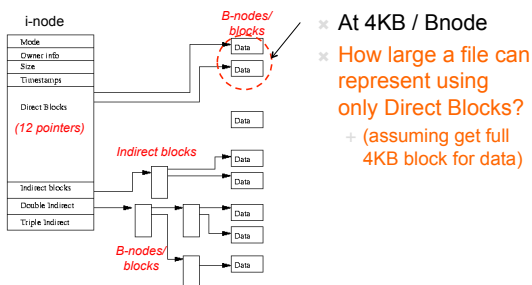 i-node
Mode
Owner info
Size
Timestamps
Direct Blocks
(12 pointers)
Indirect blocks
Double Indirect
Triple Indirect
B-nodes/
blocks
Data
Data
Data
Indirect blocks
Data
Data
Data
Data
B-nodes/
blocks
Data
At 4KB / Bnode
How large a file can
represent using
only Direct Blocks?
+ (assuming get full
4KB block for data)